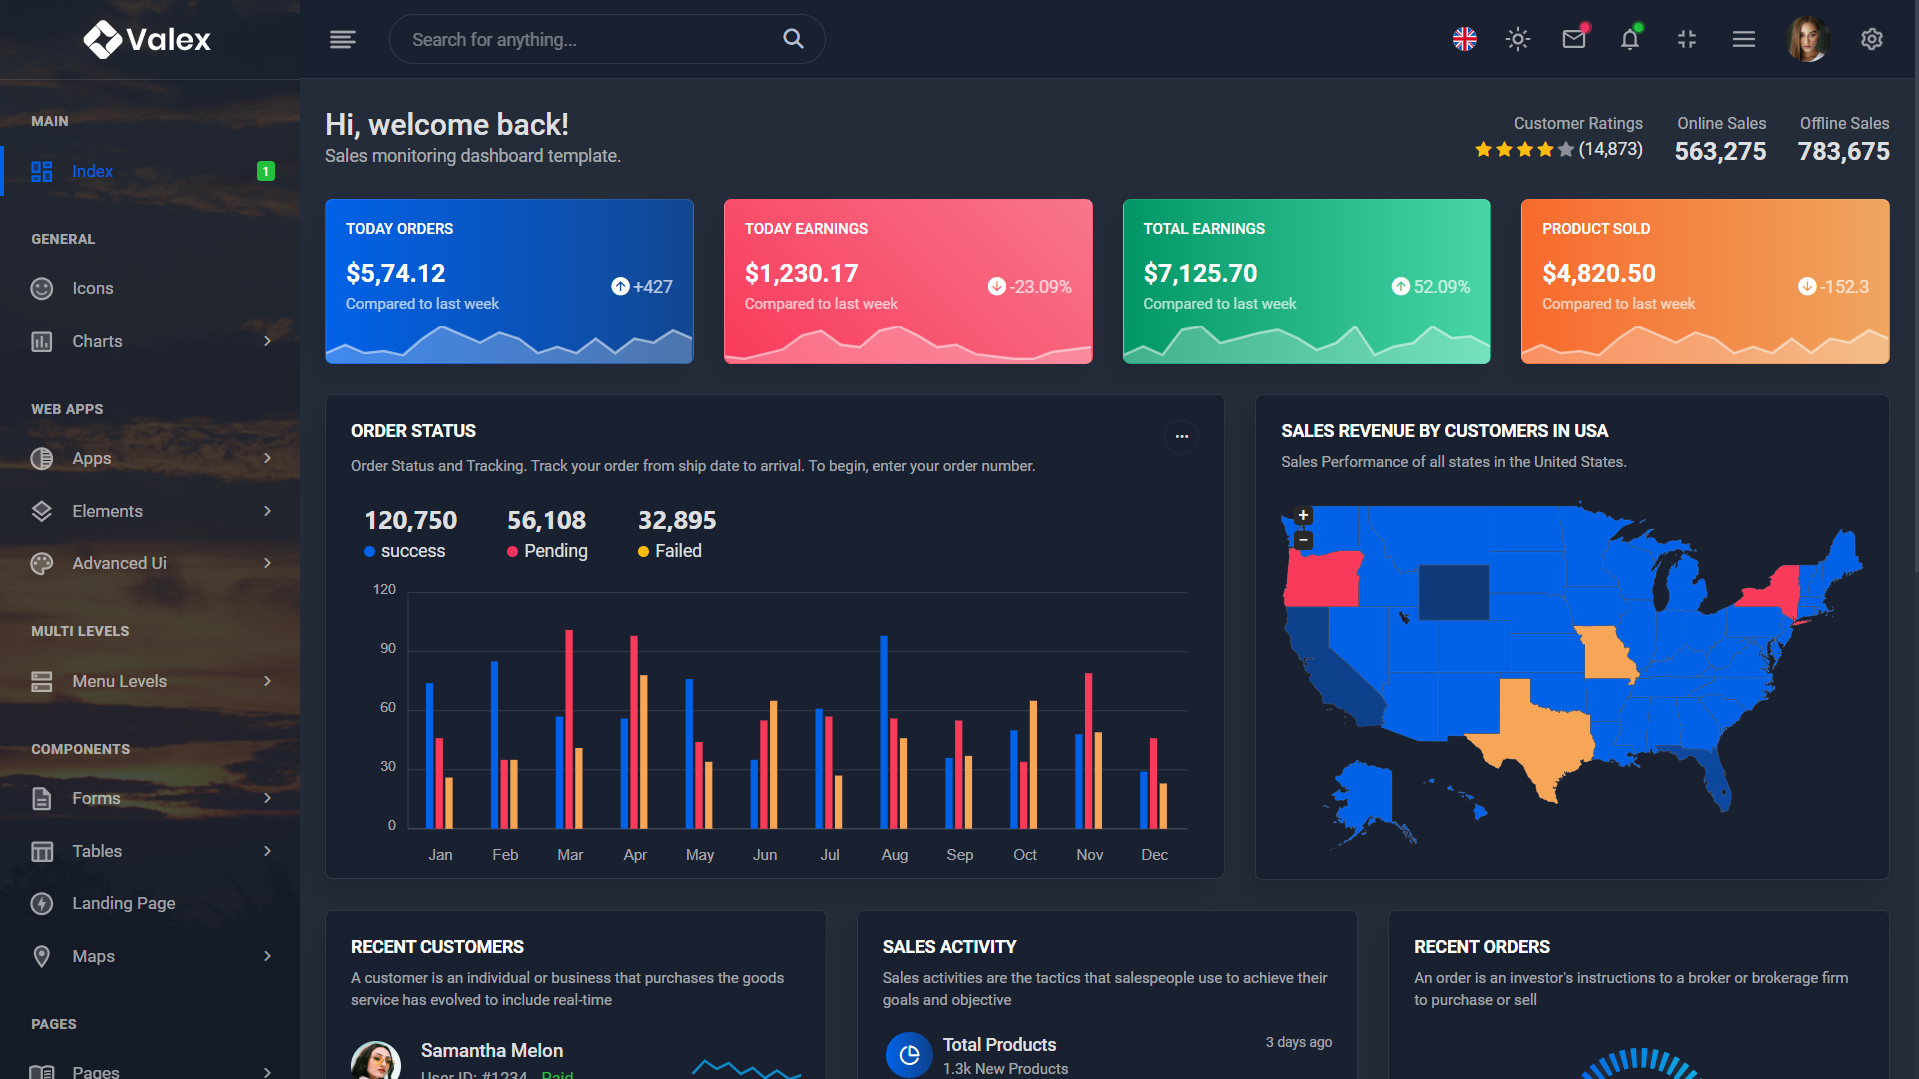 Valex
Search for anything...
MAIN
Index
1
GENERAL
Icons
Charts
WEB APPS
Apps
Elements
Advanced Ui
MULTI LEVELS
Menu Levels
COMPONENTS
Forms
Tables
Landing Page
Maps
PAGES
Pages
Hi, welcome back!
Sales monitoring dashboard template.
Customer Ratings
(14,873)
Online Sales
563,275
Offline Sales
783,675
TODAY ORDERS
$5,74.12
Compared to last week
+427
TODAY EARNINGS
$1,230.17
Compared to last week
-23.09%
TOTAL EARNINGS
$7,125.70
Compared to last week
52.09%
PRODUCT SOLD
$4,820.50
Compared to last week
-152.3
ORDER STATUS
Order Status and Tracking. Track your order from ship date to arrival. To begin, enter your order number.
120,750
success
56,108
Pending
32,895
Failed
120
90
60
30
0
Jan Feb Mar Apr May Jun Jul Aug Sep Oct Nov Dec
SALES REVENUE BY CUSTOMERS IN USA
Sales Performance of all states in the United States.
+
−
RECENT CUSTOMERS
A customer is an individual or business that purchases the goods
service has evolved to include real-time
Samantha Melon
User ID: #1234 Paid
SALES ACTIVITY
Sales activities are the tactics that salespeople use to achieve their
goals and objective
Total Products
3 days ago
1.3k New Products
RECENT ORDERS
An order is an investor's instructions to a broker or brokerage firm
to purchase or sell